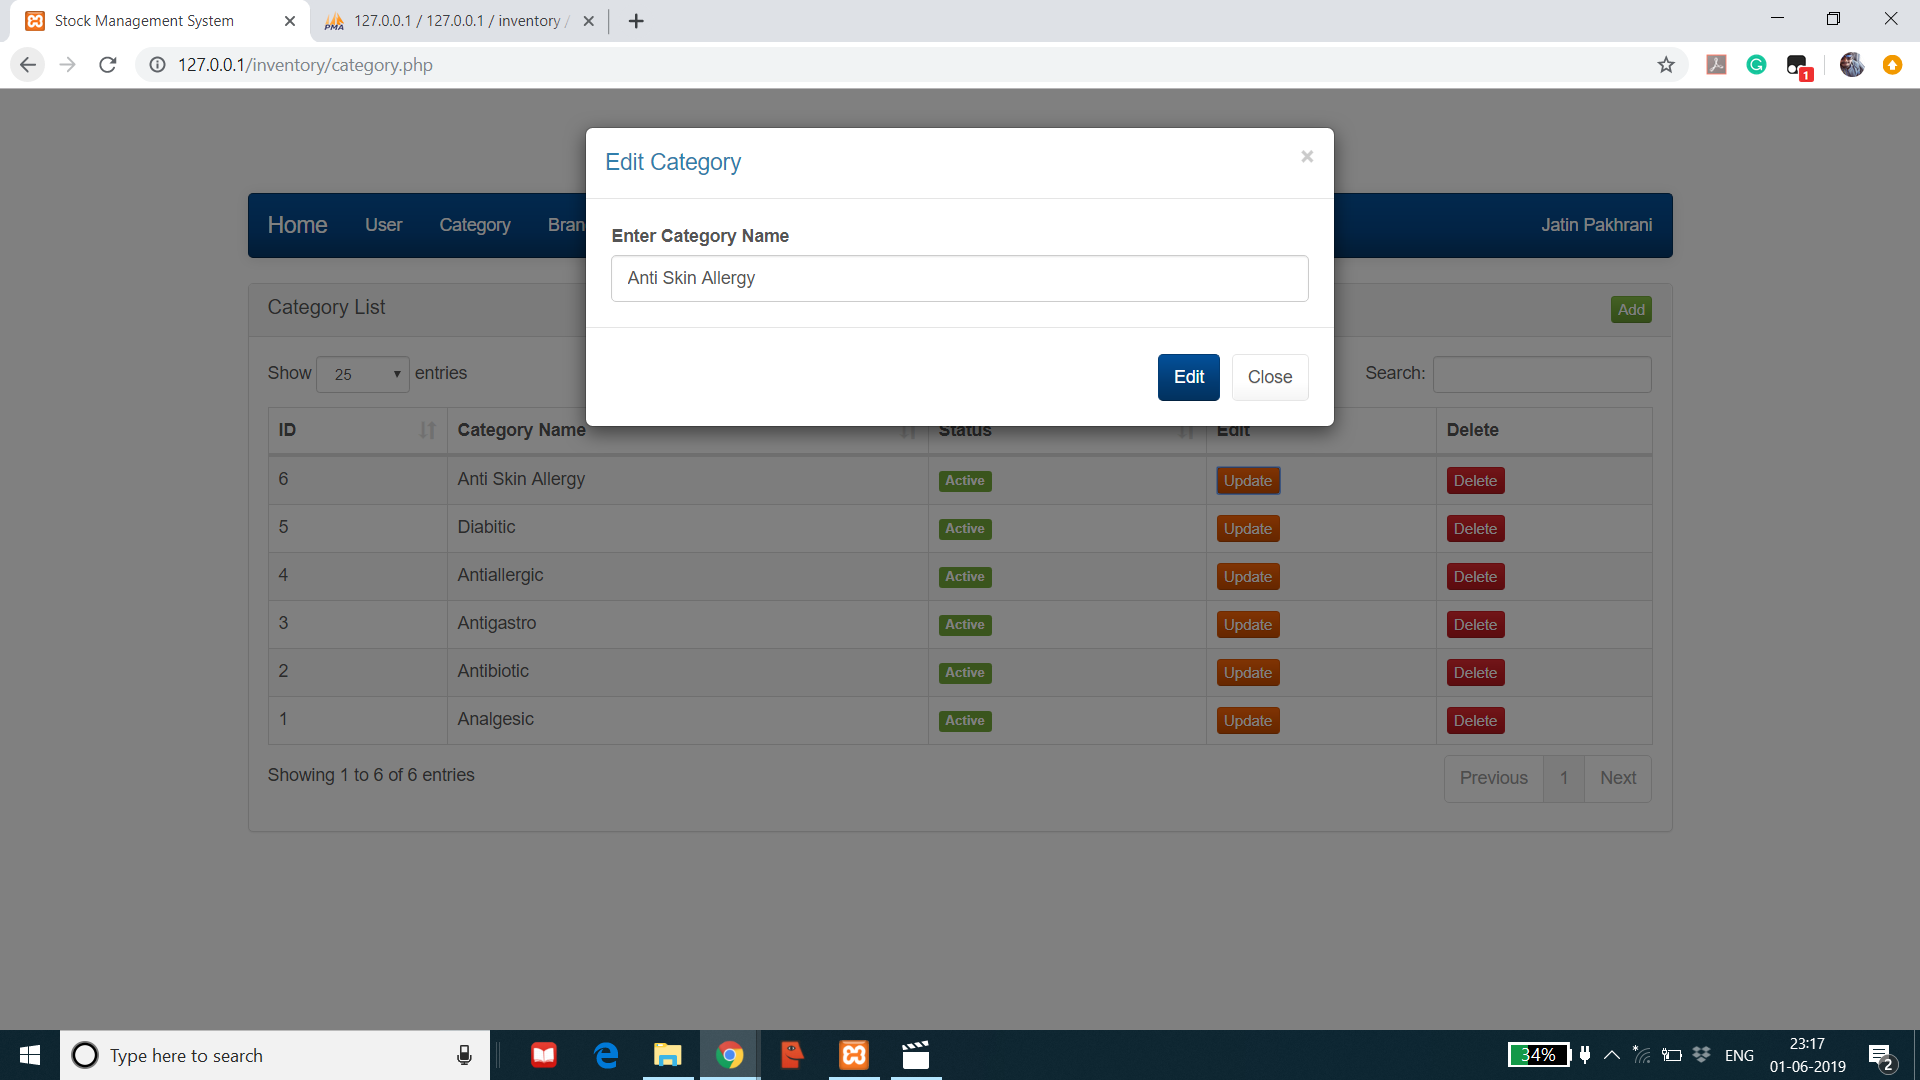 Stock Management System
127.0.0.1 / 127.0.0.1 / inventory /
127.0.0.1/inventory/category.php
1
Edit Category ×
Home User Category Bran Jatin Pakhrani
Enter Category Name
Anti Skin Allergy
Category List Add
Show 25 entries Search:
Edit Close
ID Category Name Status Edit Delete
6 Anti Skin Allergy Active Update Delete
5 Diabitic Active Update Delete
4 Antiallergic Active Update Delete
3 Antigastro Active Update Delete
2 Antibiotic Active Update Delete
1 Analgesic Active Update Delete
Showing 1 to 6 of 6 entries Previous 1 Next
Type here to search
34% ENG
23:17
01-06-2019
2
PMA